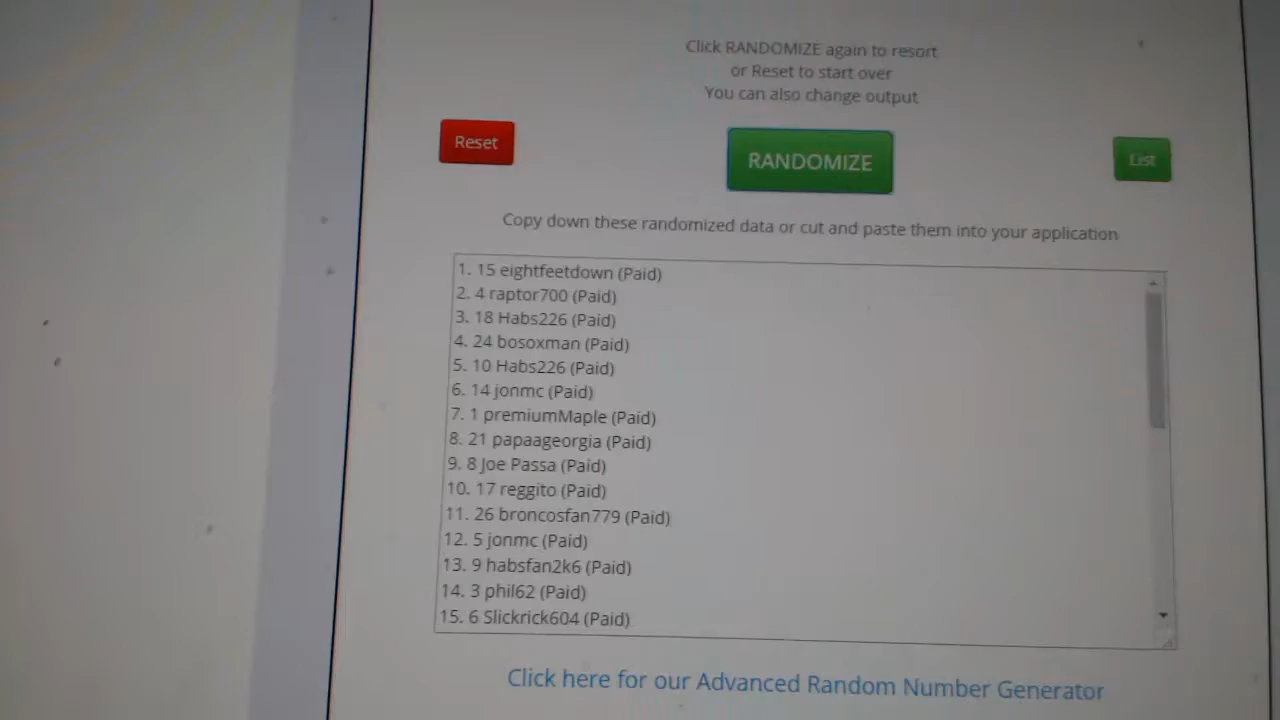 Click RANDOMIZE again to resort
or Reset to start over
You can also change output
Reset
RANDOMIZE
List
Copy down these randomized data or cut and paste them into your application
1. 15 eightfeetdown (Paid)
2. 4 raptor700 (Paid)
3. 18 Habs226 (Paid)
4. 24 bosoxman (Paid)
5. 10 Habs226 (Paid)
6. 14 jonmc (Paid)
7. 1 premiumMaple (Paid)
8. 21 papaageorgia (Paid)
9. 8 Joe Passa (Paid)
10. 17 reggito (Paid)
11. 26 broncosfan779 (Paid)
12. 5 jonmc (Paid)
13. 9 habsfan2k6 (Paid)
14. 3 phil62 (Paid)
15. 6 Slickrick604 (Paid)
Click here for our Advanced Random Number Generator